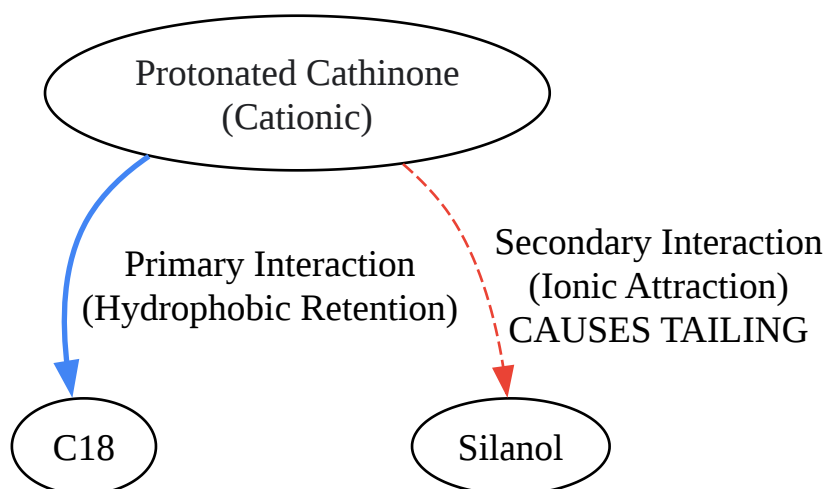 Protonated Cathinone
(Cationic)
Primary Interaction
(Hydrophobic Retention)
Secondary Interaction
(Ionic Attraction)
CAUSES TAILING
C18
Silanol